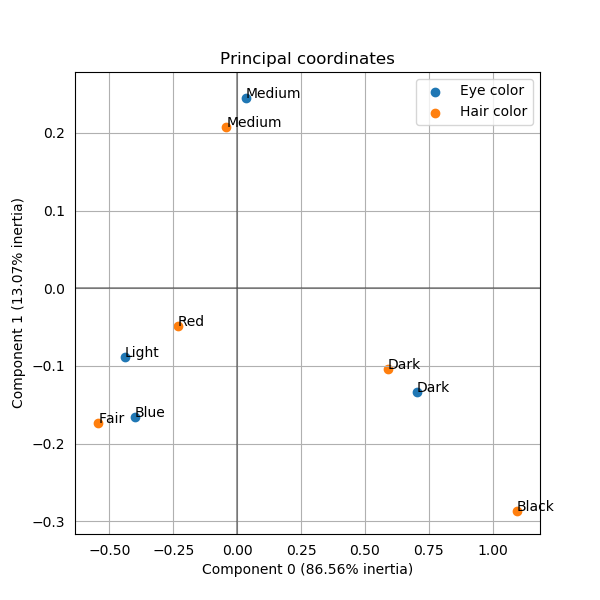 Principal coordinates
Eye color
Hair color
Medium
Medium
Red
Light
Dark
Dark
Fair
Blue
Black
0.2
0.1
0.0
−0.1
−0.2
−0.3
Component 1 (13.07% inertia)
−0.50
−0.25
0.00
0.25
0.50
0.75
1.00
Component 0 (86.56% inertia)